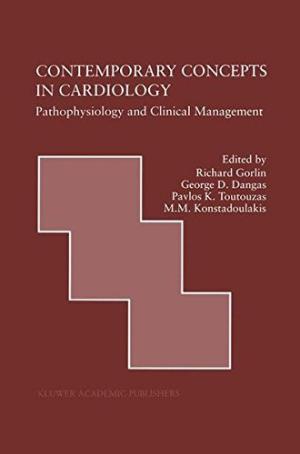 CONTEMPORARY CONCEPTS
IN CARDIOLOGY
Pathophysiology and Clinical Management
Edited by
Richard Gorlin
George D. Dangas
Pavlos K. Toutouzas
M.M. Konstadoulakis
KLUWER ACADEMIC PUBLISHERS